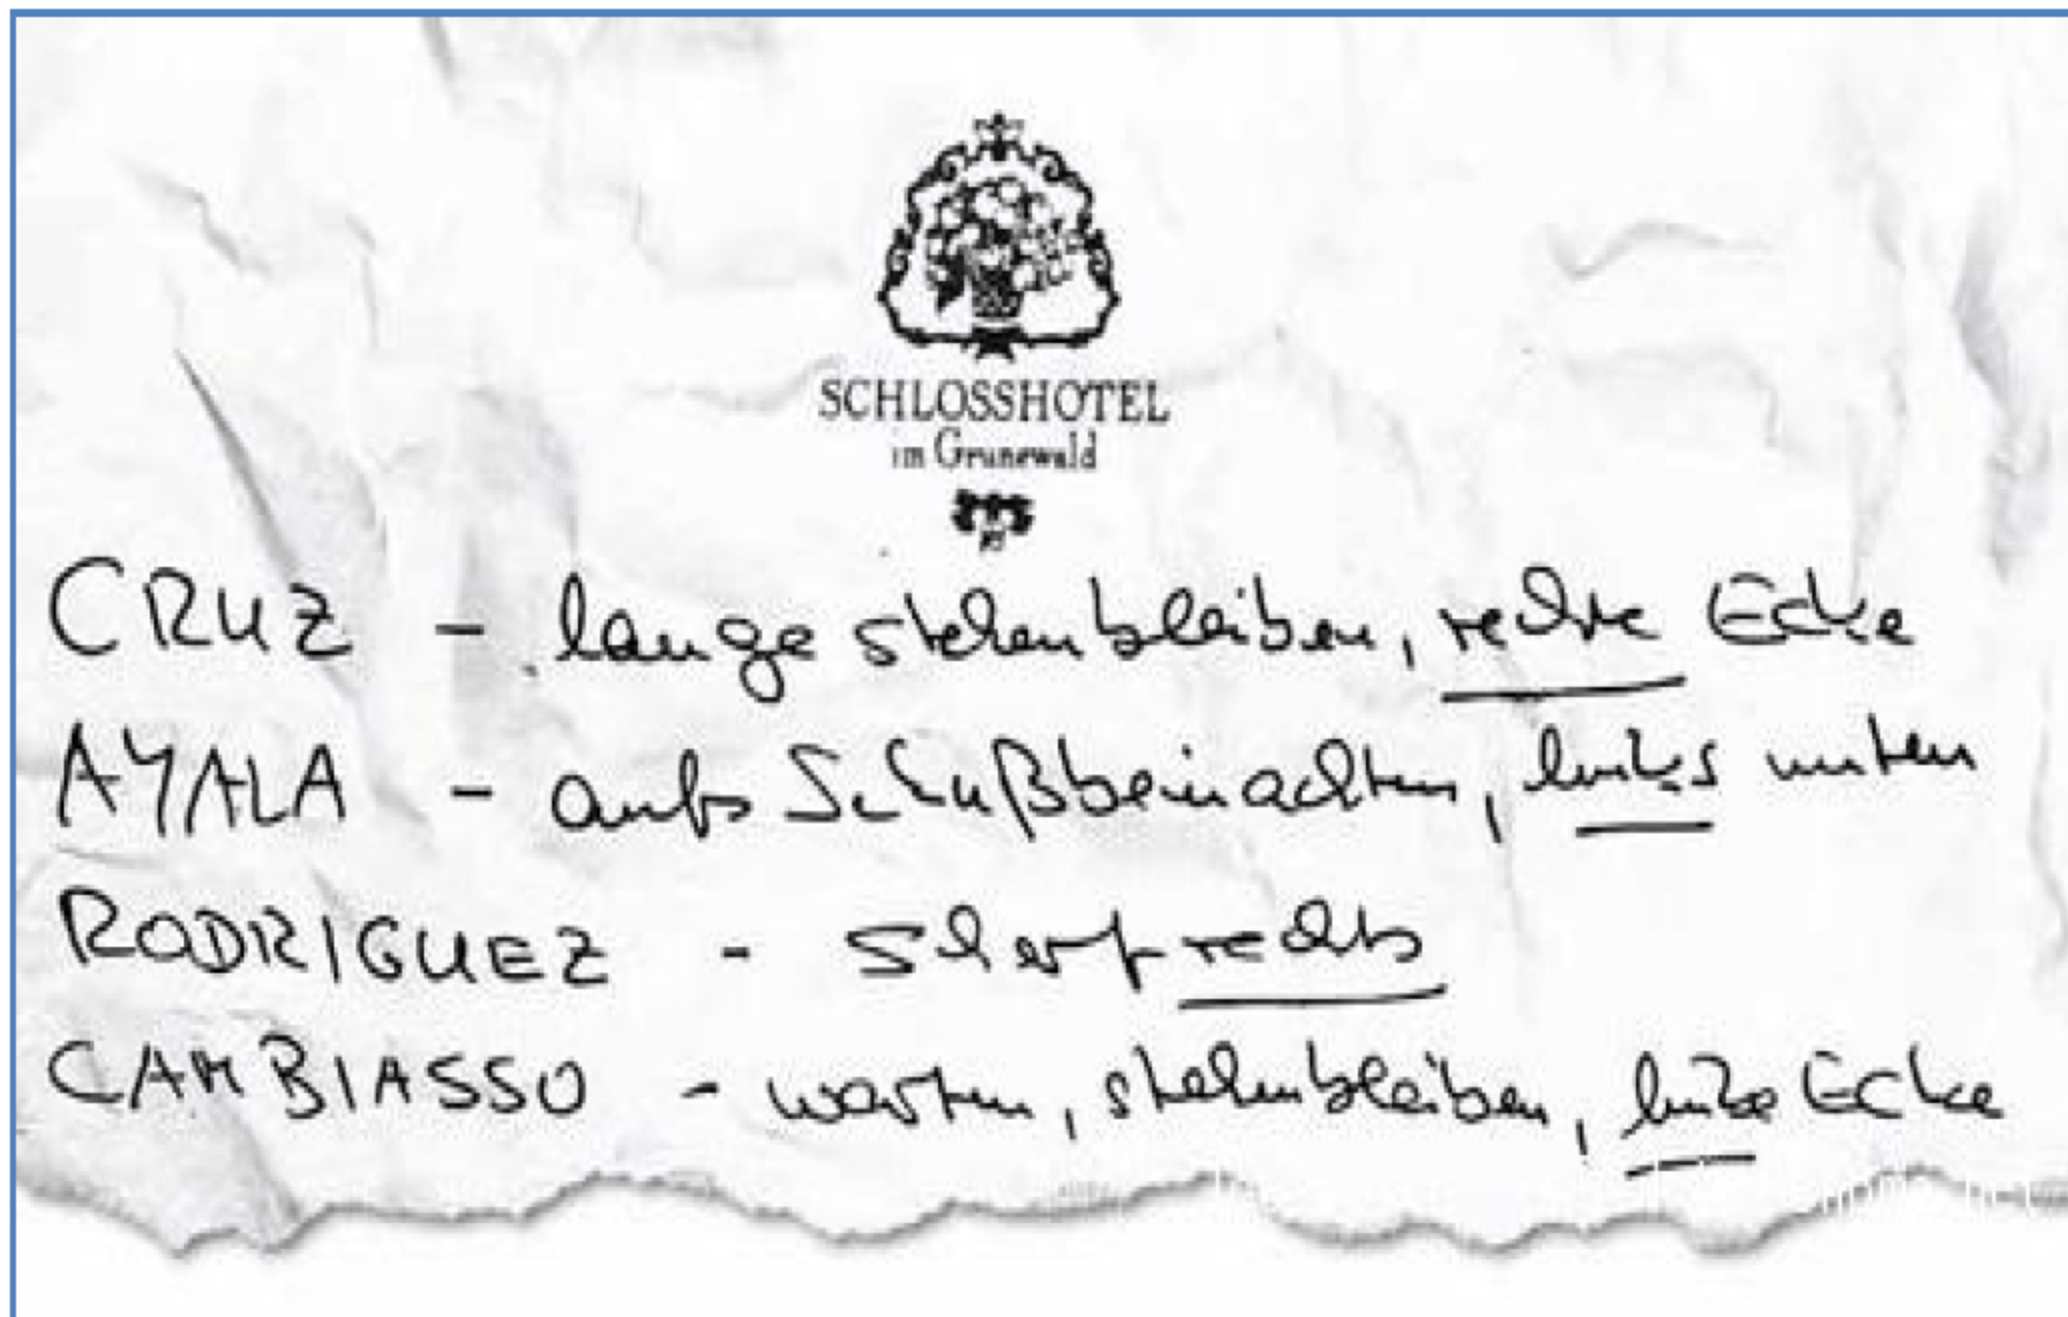 SCHLOSSHOTEL
im Grunewald
CRUZ - lange stehenbleiben, rechte Ecke
AYALA - aufs Schußbein achten, links unten
RODRIGUEZ - scharf rechts
CAMBIASSO - warten, stehenbleiben, linke Ecke